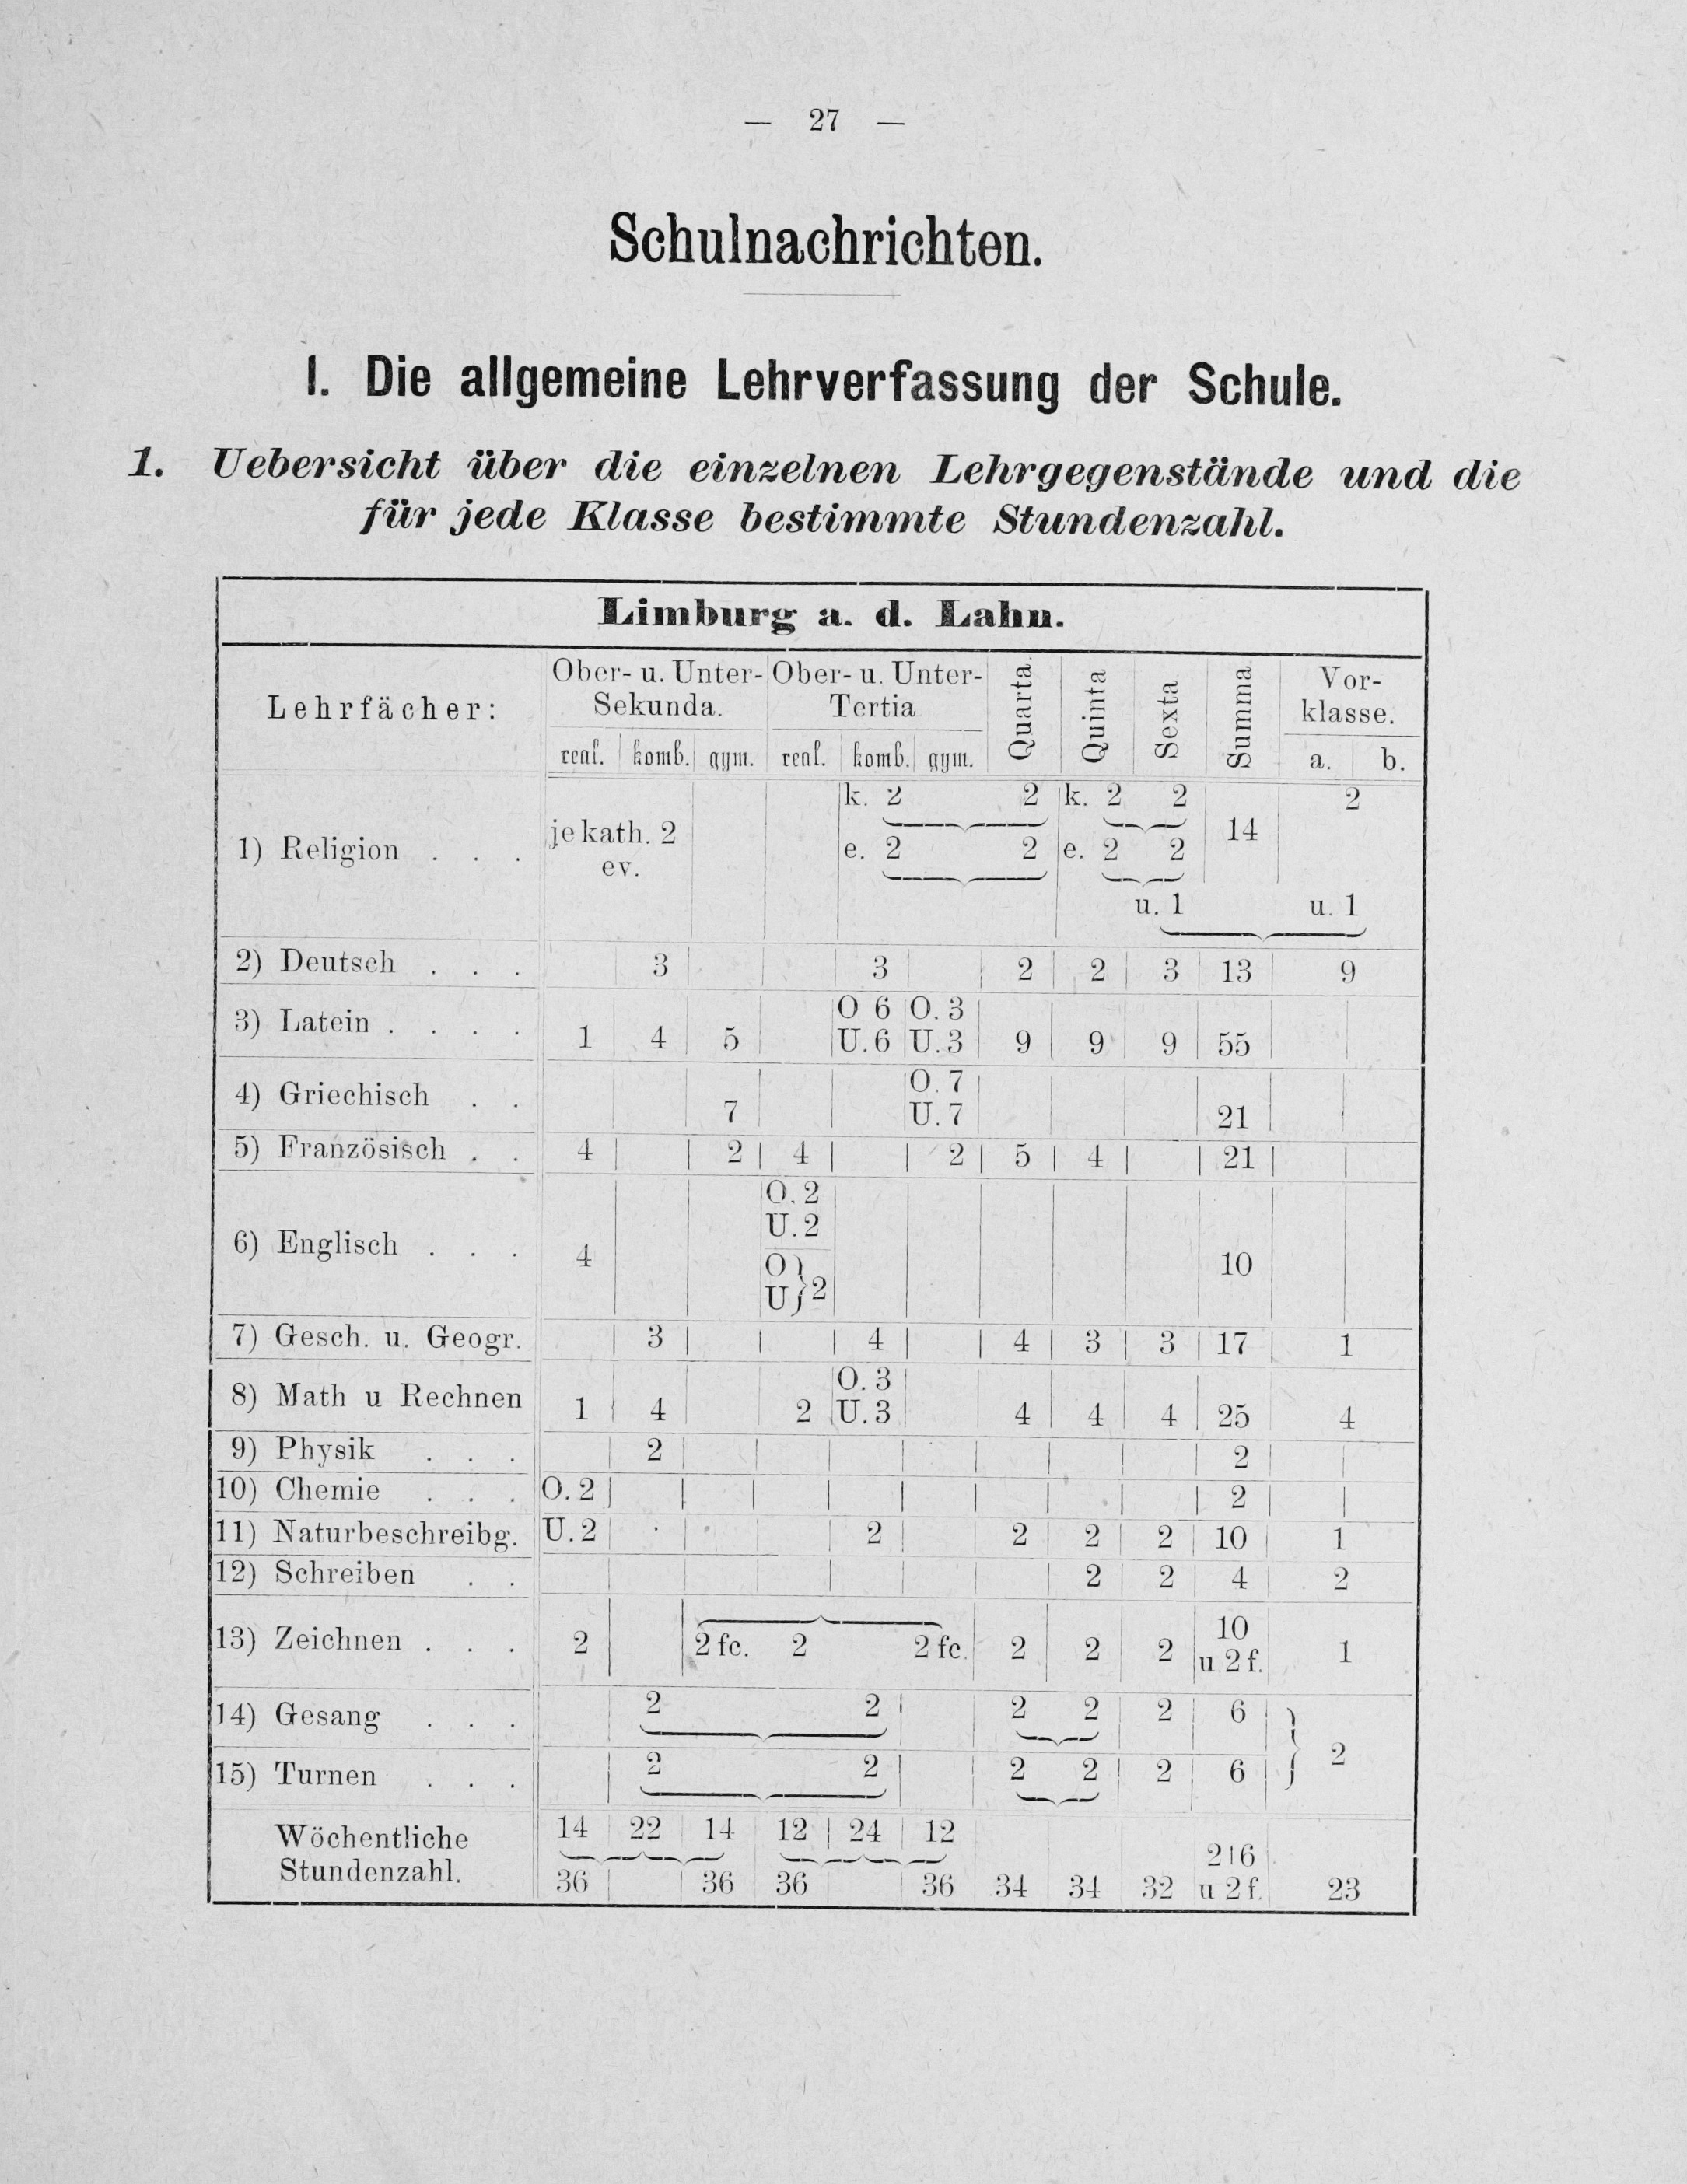 — 27 —
Schulnachrichten.
I. Die allgemeine Lehrverfassung der Schule.
1. Uebersicht über die einzelnen Lehrgegenstände und die
für jede Klasse bestimmte Stundenzahl.
Limburg a. d. Lahn.
Lehrfächer: Ober- u. Unter-Sekunda. Ober- u. Unter-Tertia Quarta. Quinta Sexta Summa Vor-klasse.
real. komb. gym. real. komb. gym. a. b.
k. 2 2 k. 2 2 2
1) Religion . . . je kath. 2 14
ev. e. 2 2 e. 2 2
u. 1 u. 1
2) Deutsch . . . 3 3 2 2 3 13 9
O 6 O. 3
3) Latein . . . . 1 4 5 U. 6 U. 3 9 9 9 55
O. 7
4) Griechisch . . 7 U. 7 21
5) Französisch . . 4 2 4 2 5 4 21
O. 2
U. 2
6) Englisch . . . 4 O } 10
U } 2
7) Gesch. u. Geogr. 3 4 4 3 3 17 1
O. 3
8) Math u Rechnen 1 4 2 U. 3 4 4 4 25 4
9) Physik . . . 2 2
10) Chemie . . . O. 2 2
11) Naturbeschreibg. U. 2 2 2 2 2 10 1
12) Schreiben . . 2 2 4 2
13) Zeichnen . . . 2 2 fc. 2 2 fc. 2 2 2 10 u. 2 f. 1
14) Gesang . . . 2 2 2 2 2 6
15) Turnen . . . 2 2 2 2 2 6 } 2
Wöchentliche 14 22 14 12 24 12 216
Stundenzahl. 36 36 36 36 34 34 32 u 2 f. 23